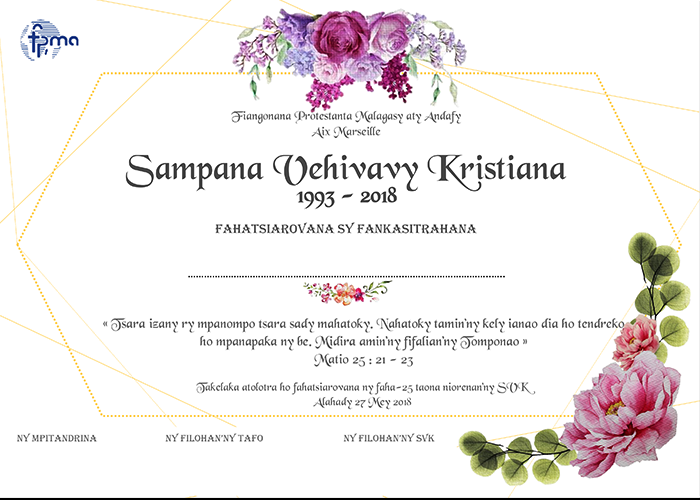 fpma
Fiangonana Protestanta Malagasy aty Andafy
Aix Marseille
Sampana Vehivavy Kristiana
1993 - 2018
FAHATSIAROVANA SY FANKASITRAHANA
« Tsara izany ry mpanompo tsara sady mahatoky. Nahatoky tamin'ny kely ianao dia ho tendreko
ho mpanapaka ny be. Midira amin'ny fifalian'ny Tomponao »
Matio 25 : 21 - 23
Takelaka atolotra ho fahatsiarovana ny faha-25 taona niorenan'ny SVK
Alahady 27 Mey 2018
NY MPITANDRINA NY FILOHAN'NY TAFO NY FILOHAN'NY SVK